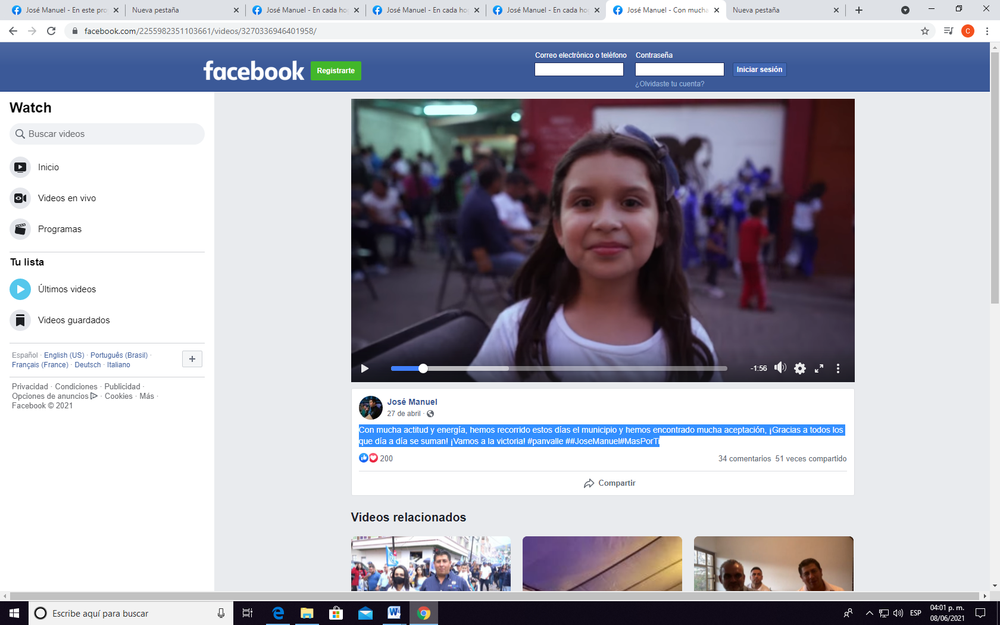 José Manuel - En este pro
Nueva pestaña
José Manuel - En cada ho
José Manuel - En cada ho
José Manuel - En cada ho
José Manuel - Con mucha
Nueva pestaña
facebook.com/2255982351103661/videos/3270336946401958/
C
facebook
Registrarte
Correo electrónico o teléfono
Contraseña
Iniciar sesión
¿Olvidaste tu cuenta?
Watch
Buscar videos
Inicio
Videos en vivo
Programas
Tu lista
Últimos videos
Videos guardados
Español · English (US) · Português (Brasil) ·
Français (France) · Deutsch · Italiano
Privacidad · Condiciones · Publicidad ·
Opciones de anuncios · Cookies · Más ·
Facebook © 2021
-1:56
José Manuel
27 de abril ·
Con mucha actitud y energía, hemos recorrido estos días el municipio y hemos encontrado mucha aceptación, ¡Gracias a todos los
que día a día se suman! ¡Vamos a la victoria! #panvalle ##JoseManuel#MasPorTi
200
34 comentarios 51 veces compartido
Compartir
Videos relacionados
Escribe aquí para buscar
ESP
04:01 p. m.
08/06/2021